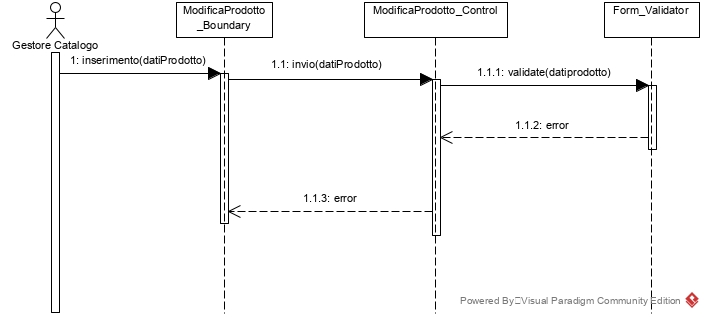 ModificaProdotto
_Boundary
ModificaProdotto_Control
Form_Validator
Gestore Catalogo
1: inserimento(datiProdotto)
1.1: invio(datiProdotto)
1.1.1: validate(datiprodotto)
1.1.2: error
1.1.3: error
Powered By Visual Paradigm Community Edition